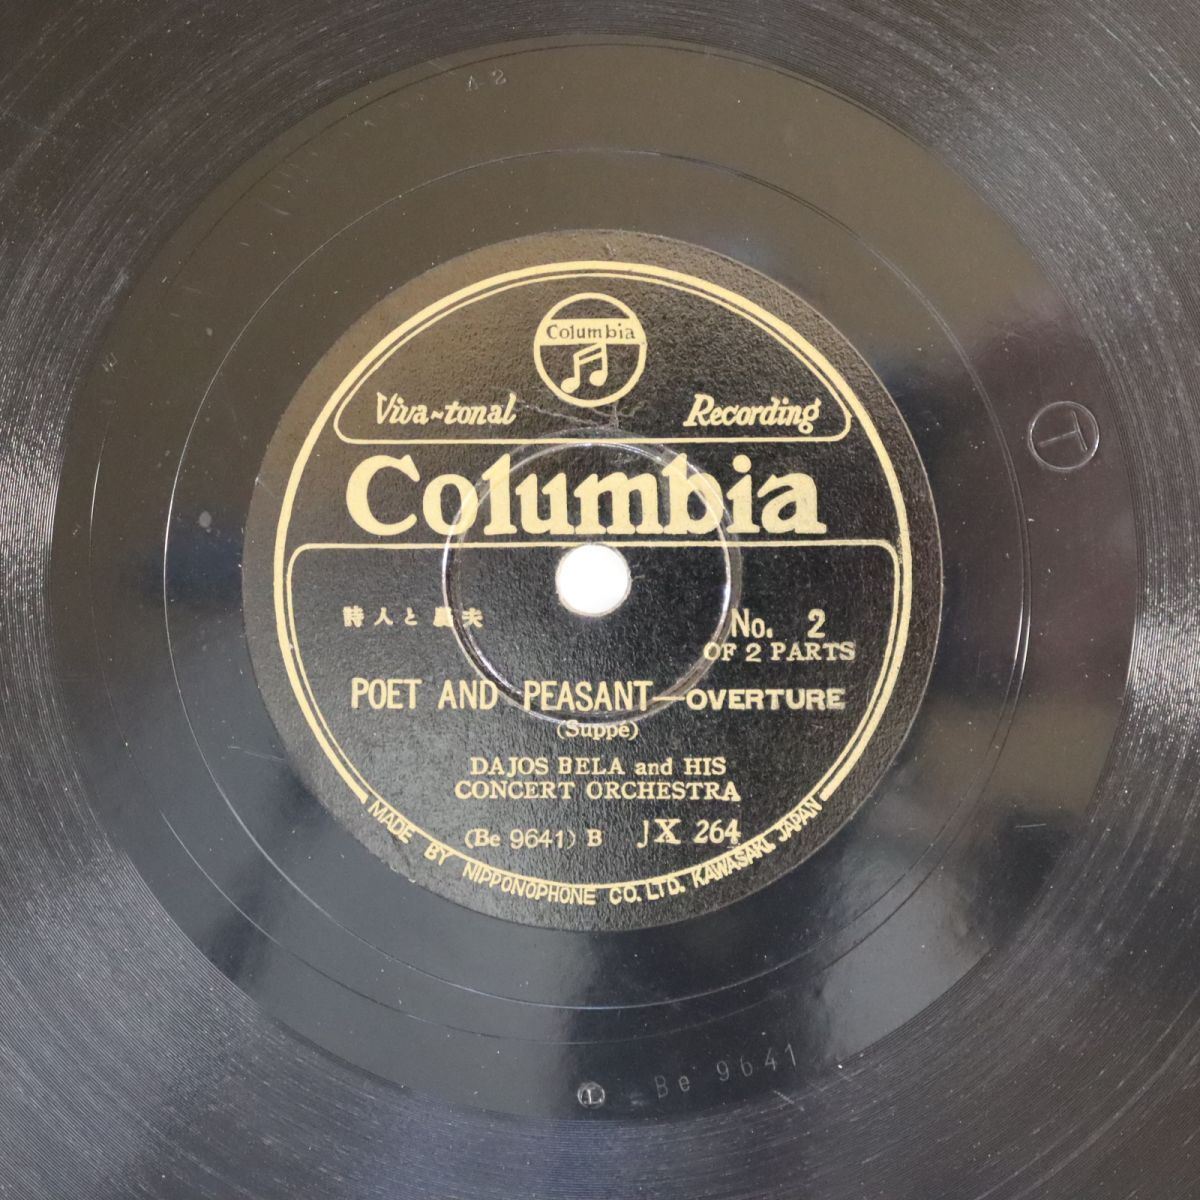 A 2
Columbia
Viva-tonal Recording
Columbia
詩人と農夫
No. 2
OF 2 PARTS
POET AND PEASANT—OVERTURE
(Suppé)
DAJOS BELA and HIS
CONCERT ORCHESTRA
(Be 9641) B JX 264
MADE BY NIPPONOPHONE CO. LTD. KAWASAKI, JAPAN
T
L Be 9641